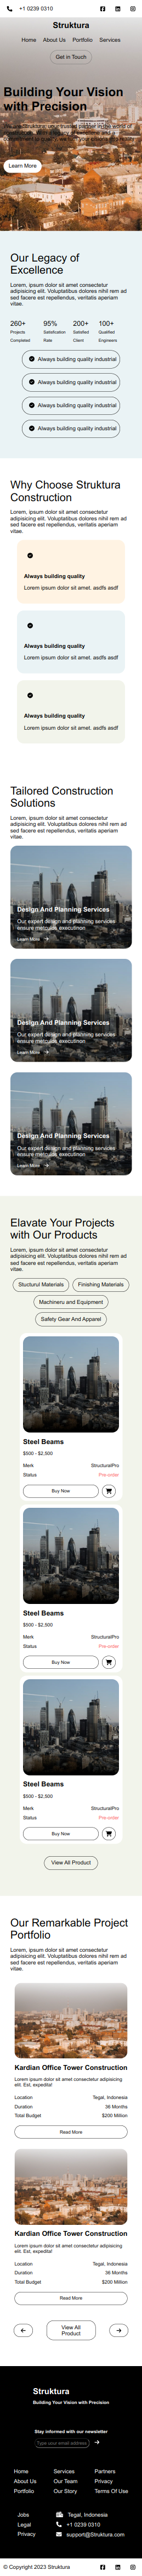 +1 0239 0310
Struktura
Home About Us Portfolio Services
Get in Touch
Building Your Vision
with Precision
Learn More
Our Legacy of
Excellence
Lorem, ipsum dolor sit amet consectetur
adipisicing elit. Voluptatibus dolores nihil rem ad
sed facere est repellendus, veritatis aperiam
vitae.
260+ 95% 200+ 100+
Projects Satisfication Satisfied Qualified
Completed Rate Client Engineers
Always building quality industrial
Always building quality industrial
Always building quality industrial
Always building quality industrial
Why Choose Struktura
Construction
Lorem, ipsum dolor sit amet consectetur
adipisicing elit. Voluptatibus dolores nihil rem ad
sed facere est repellendus, veritatis aperiam
vitae.
Always building quality
Lorem ipsum dolor sit amet. asdfs asdf
Always building quality
Lorem ipsum dolor sit amet. asdfs asdf
Always building quality
Lorem ipsum dolor sit amet. asdfs asdf
Tailored Construction
Solutions
Lorem, ipsum dolor sit amet consectetur
adipisicing elit. Voluptatibus dolores nihil rem ad
sed facere est repellendus, veritatis aperiam
vitae.
Design And Planning Services
Our expert design and planning services
ensure metculoils executinon
Learn More
Design And Planning Services
Our expert design and planning services
ensure metculoils executinon
Learn More
Design And Planning Services
Our expert design and planning services
ensure metculoils executinon
Learn More
Elavate Your Projects
with Our Products
Lorem, ipsum dolor sit amet consectetur
adipisicing elit. Voluptatibus dolores nihil rem ad
sed facere est repellendus, veritatis aperiam
vitae.
Stucturul Materials Finishing Materials
Machineru and Equipment
Safety Gear And Apparel
Steel Beams
$500 - $2,500
Merk StructuralPro
Status Pre-order
Buy Now
Steel Beams
$500 - $2,500
Merk StructuralPro
Status Pre-order
Buy Now
Steel Beams
$500 - $2,500
Merk StructuralPro
Status Pre-order
Buy Now
View All Product
Our Remarkable Project
Portfolio
Lorem, ipsum dolor sit amet consectetur
adipisicing elit. Voluptatibus dolores nihil rem ad
sed facere est repellendus, veritatis aperiam
vitae.
Kardian Office Tower Construction
Lorem ipsum dolor sit amet consectetur adipisicing
elit. Est, expedita!
Location Tegal, Indonesia
Duration 36 Months
Total Budget $200 Million
Read More
Kardian Office Tower Construction
Lorem ipsum dolor sit amet consectetur adipisicing
elit. Est, expedita!
Location Tegal, Indonesia
Duration 36 Months
Total Budget $200 Million
Read More
View All
Product
Struktura
Building Your Vision with Precision
Stay informed with our newsletter
Type your email address
Home Services Partners
About Us Our Team Privacy
Portfolio Our Story Terms Of Use
Jobs Tegal, Indonesia
Legal +1 0239 0310
Privacy support@Struktura.com
© Copyright 2023 Struktura